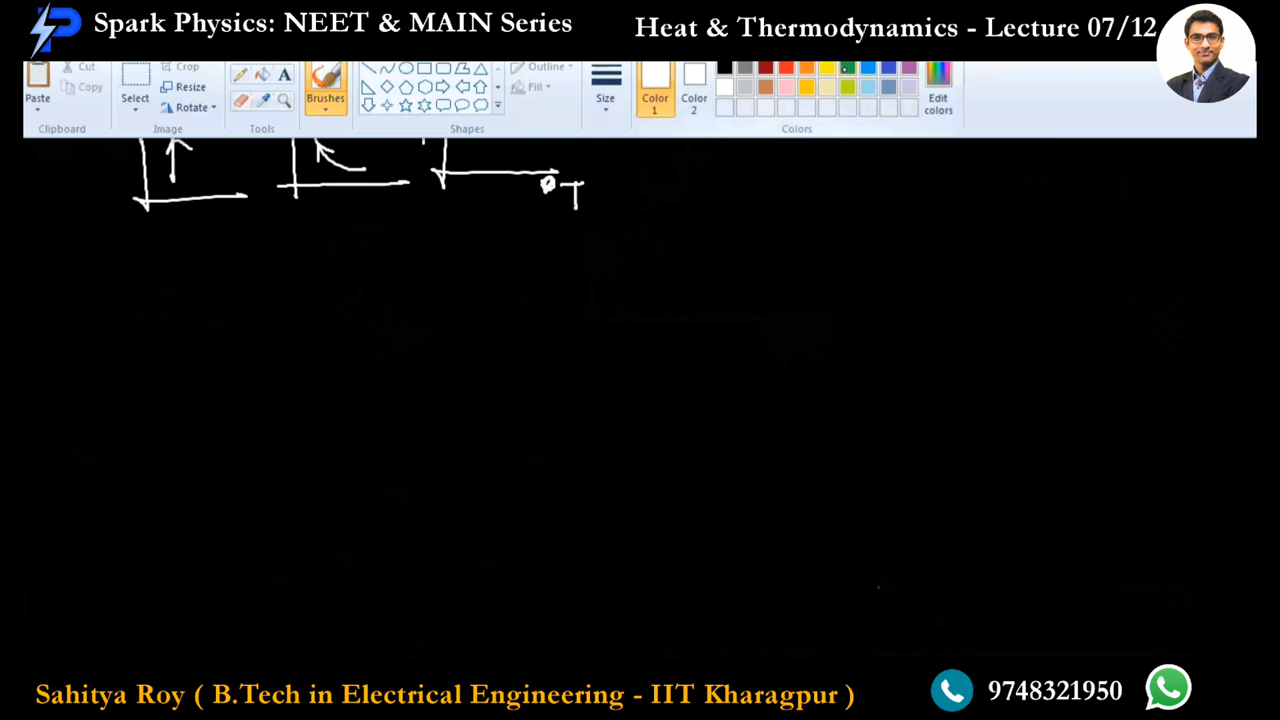 Spark Physics: NEET & MAIN Series
Heat & Thermodynamics - Lecture 07/12
Paste
Cut
Copy
Clipboard
Select
Crop
Resize
Rotate
Image
A
Tools
Brushes
Shapes
Outline
Fill
Size
Color 1
Color 2
Colors
Edit colors
T
Sahitya Roy ( B.Tech in Electrical Engineering - IIT Kharagpur )
9748321950